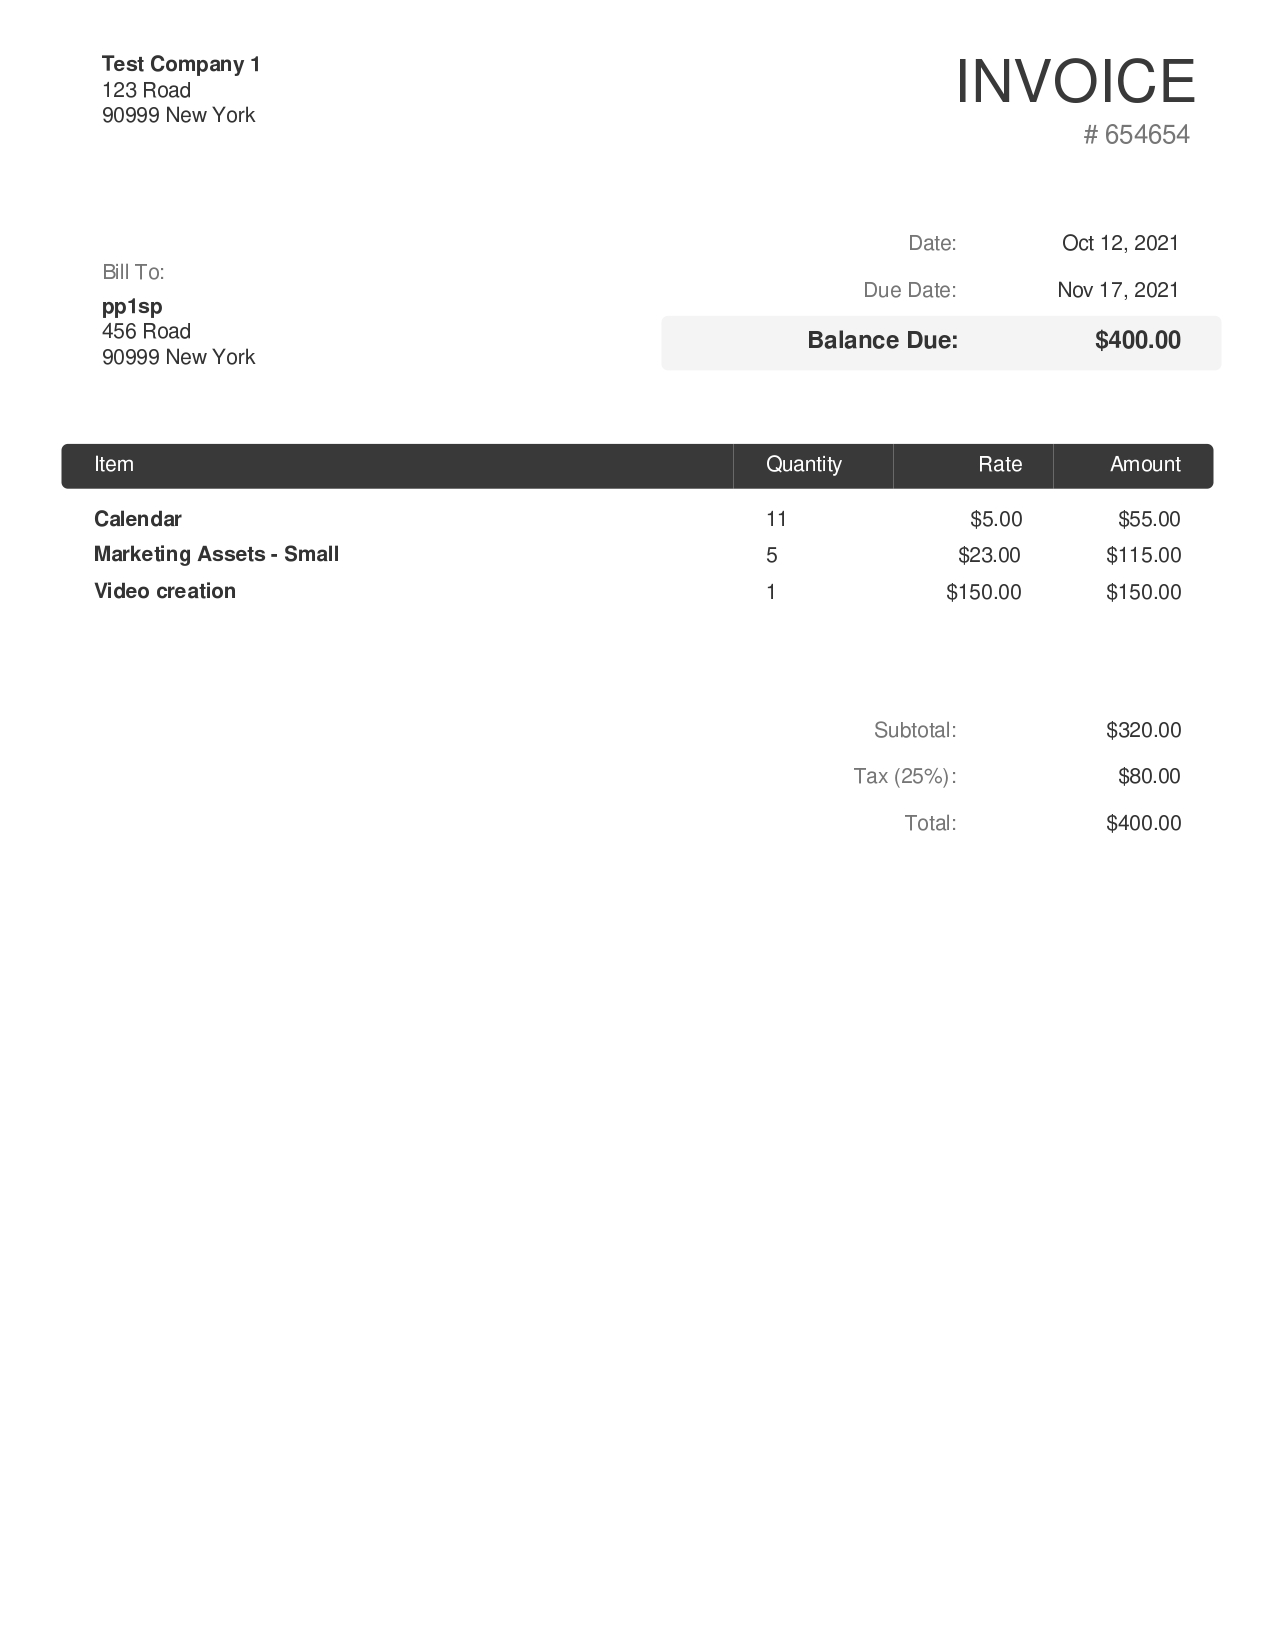 Test Company 1
123 Road
90999 New York
INVOICE
# 654654
Date: Oct 12, 2021
Due Date: Nov 17, 2021
Balance Due: $400.00
Bill To:
pp1sp
456 Road
90999 New York
Item Quantity Rate Amount
Calendar 11 $5.00 $55.00
Marketing Assets - Small 5 $23.00 $115.00
Video creation 1 $150.00 $150.00
Subtotal: $320.00
Tax (25%): $80.00
Total: $400.00